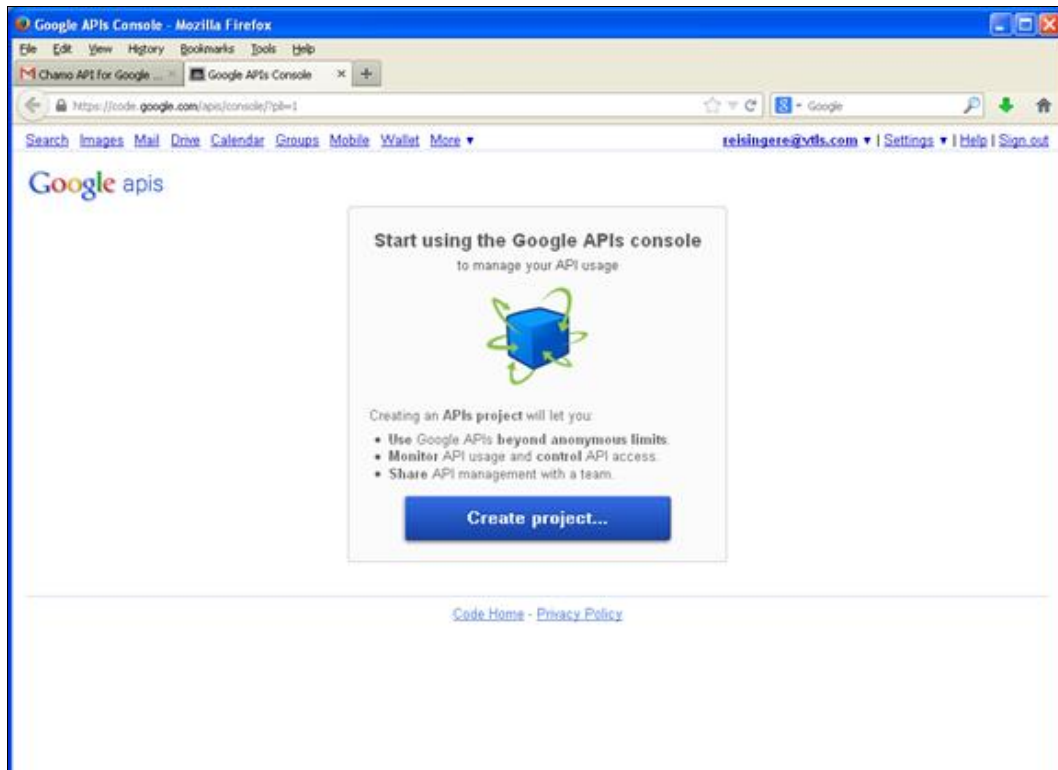 Google APIs Console - Mozilla Firefox
File Edit View History Bookmarks Tools Help
Chamo API for Google ... Google APIs Console
https://code.google.com/apis/console/?pli=1 Google
Search Images Mail Drive Calendar Groups Mobile Wallet More reisingere@vtls.com | Settings | Help | Sign out
Google apis
Start using the Google APIs console
to manage your API usage
Creating an APIs project will let you:
• Use Google APIs beyond anonymous limits.
• Monitor API usage and control API access.
• Share API management with a team.
Create project...
Code Home - Privacy Policy